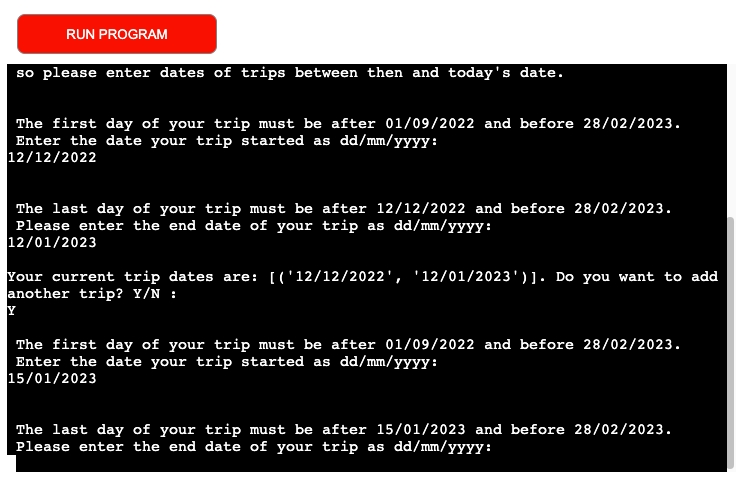 RUN PROGRAM
so please enter dates of trips between then and today's date.
The first day of your trip must be after 01/09/2022 and before 28/02/2023.
Enter the date your trip started as dd/mm/yyyy:
12/12/2022
The last day of your trip must be after 12/12/2022 and before 28/02/2023.
Please enter the end date of your trip as dd/mm/yyyy:
12/01/2023
Your current trip dates are: [('12/12/2022', '12/01/2023')]. Do you want to add
another trip? Y/N :
Y
The first day of your trip must be after 01/09/2022 and before 28/02/2023.
Enter the date your trip started as dd/mm/yyyy:
15/01/2023
The last day of your trip must be after 15/01/2023 and before 28/02/2023.
Please enter the end date of your trip as dd/mm/yyyy: